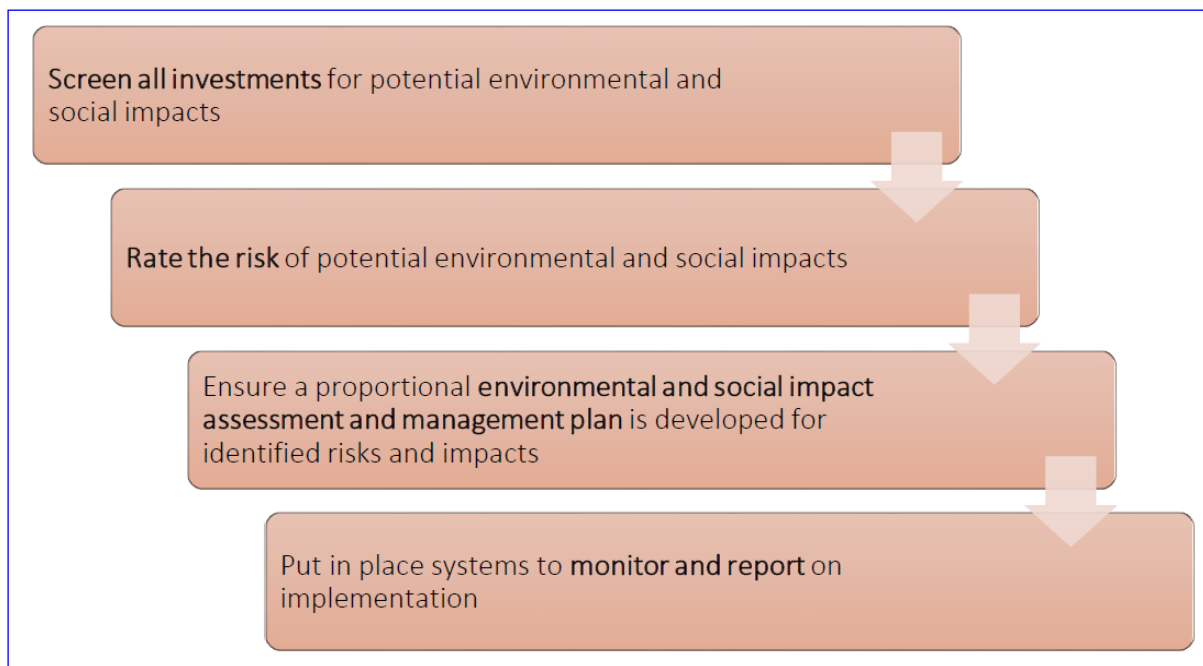 Screen all investments for potential environmental and
social impacts
Rate the risk of potential environmental and social impacts
Ensure a proportional environmental and social impact
assessment and management plan is developed for
identified risks and impacts
Put in place systems to monitor and report on
implementation